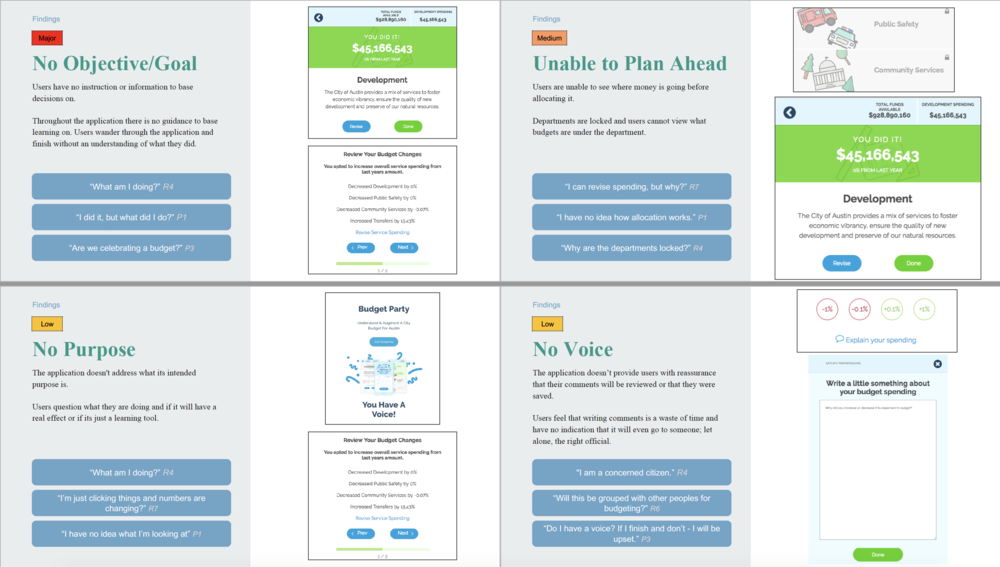 Findings
Major
No Objective/Goal
Users have no instruction or information to base
decisions on.
Throughout the application there is no guidance to base
learning on. Users wander through the application and
finish without an understanding of what they did.
“What am I doing?” R4
“I did it, but what did I do?” P1
“Are we celebrating a budget?” P3
TOTAL FUNDS
AVAILABLE
$928,890,160
DEVELOPMENT SPENDING
$45,166,543
YOU DID IT!
$45,166,543
0% FROM LAST YEAR
Development
The City of Austin provides a mix of services to foster
economic vibrancy, ensure the quality of new
development and preserve of our natural resources.
Revise
Done
Review Your Budget Changes
You opted to increase overall service spending from
last years amount.
Decreased Development by 0%
Decreased Public Safety by 0%
Decreased Community Services by -0.07%
Increased Transfers by 15.43%
Revise Service Spending
‹ Prev
Next ›
1 / 2
Findings
Medium
Unable to Plan Ahead
Users are unable to see where money is going before
allocating it.
Departments are locked and users cannot view what
budgets are under the department.
“I can revise spending, but why?” R7
“I have no idea how allocation works.” P1
“Why are the departments locked?” R4
Public Safety
Community Services
TOTAL FUNDS
AVAILABLE
$928,890,160
DEVELOPMENT SPENDING
$45,166,543
YOU DID IT!
$45,166,543
0% FROM LAST YEAR
Development
The City of Austin provides a mix of services to foster
economic vibrancy, ensure the quality of new
development and preserve of our natural resources.
Revise
Done
Findings
Low
No Purpose
The application doesn't address what its intended
purpose is.
Users question what they are doing and if it will have a
real effect or if its just a learning tool.
“What am I doing?” R4
“I’m just clicking things and numbers are
changing?” R7
“I have no idea what I’m looking at” P1
Budget Party
Understand & Augment A City
Budget For Austin
You Have A
Voice!
Review Your Budget Changes
You opted to increase overall service spending from
last years amount.
Decreased Development by 0%
Decreased Public Safety by 0%
Decreased Community Services by -0.07%
Increased Transfers by 15.43%
Revise Service Spending
‹ Prev
Next ›
1 / 2
Findings
Low
No Voice
The application doesn’t provide users with reassurance
that their comments will be reviewed or that they were
saved.
Users feel that writing comments is a waste of time and
have no indication that it will even go to someone; let
alone, the right official.
“I am a concerned citizen.” R4
“Will this be grouped with other peoples for
budgeting?” R6
“Do I have a voice? If I finish and don’t - I will be
upset.” P3
-1%
-0.1%
+0.1%
+1%
Explain your spending
Write a little something about
your budget spending
Done